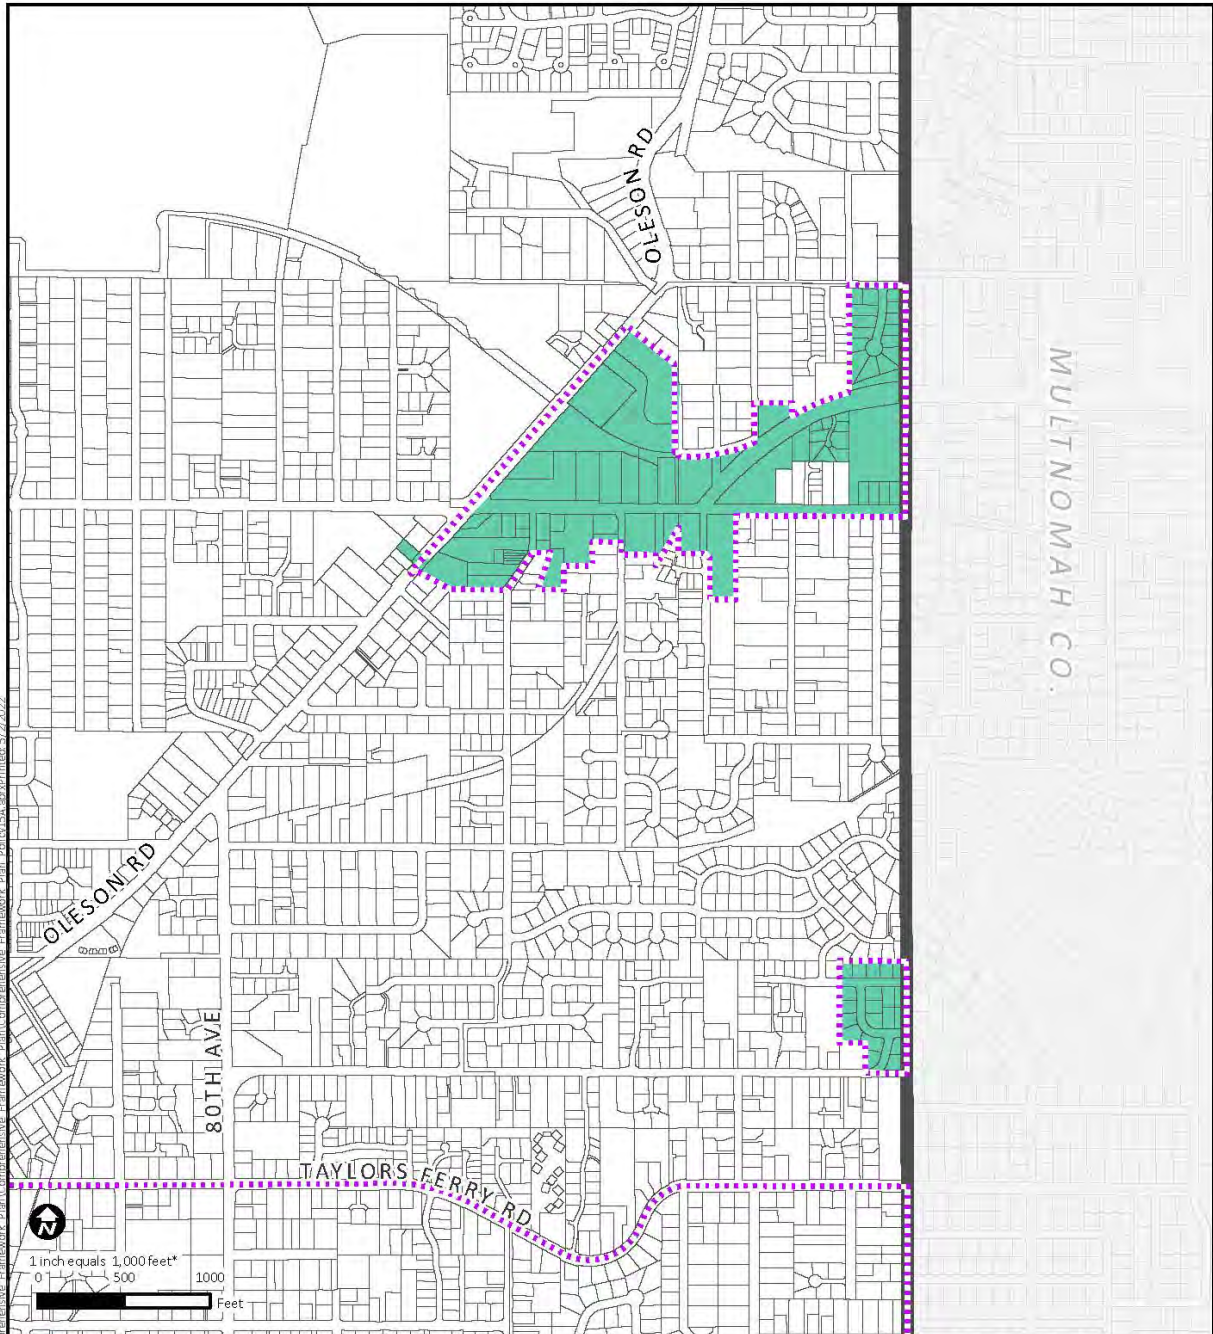 OLESON RD
MULTNOMAH CO.
OLESON RD
80TH AVE
TAYLORS FERRY RD
N
1 inch equals 1,000 feet*
0 500 1000
Feet